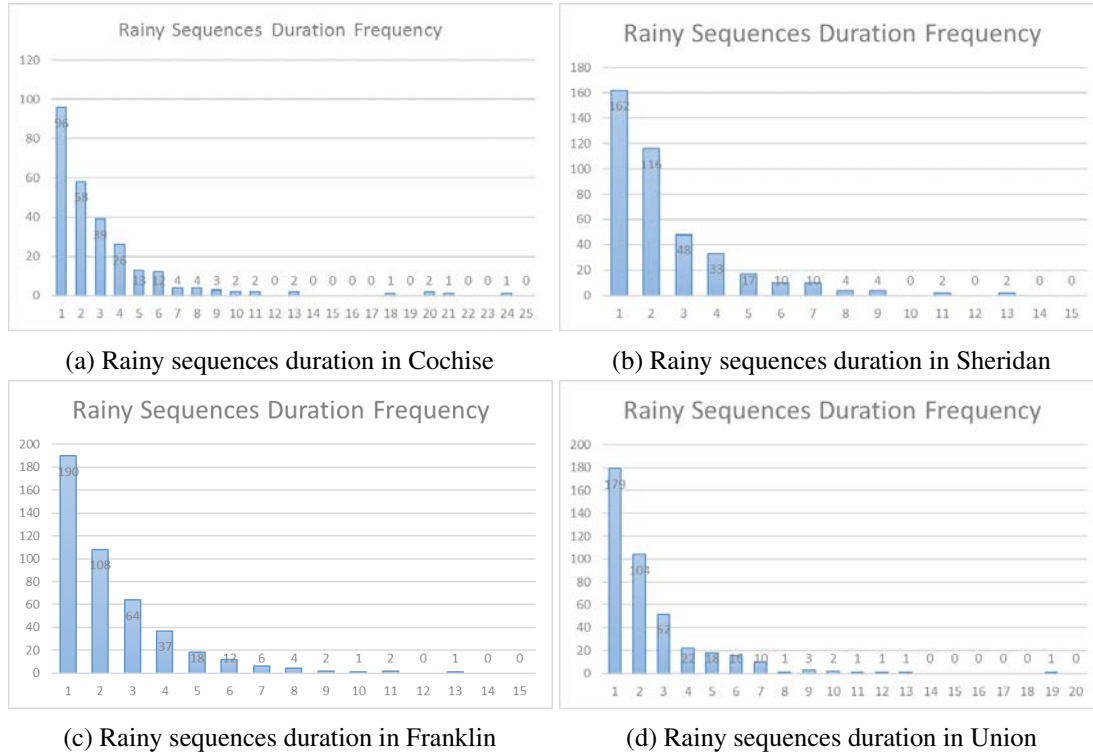 Rainy Sequences Duration Frequency
120
100
80
60
40
20
0
96 58 39 26 13 12 4 4 3 2 2 0 2 0 0 0 0 1 0 2 1 0 0 1 0
1 2 3 4 5 6 7 8 9 10 11 12 13 14 15 16 17 18 19 20 21 22 23 24 25
(a) Rainy sequences duration in Cochise
Rainy Sequences Duration Frequency
180
160
140
120
100
80
60
40
20
0
162 116 48 33 17 10 10 4 4 0 2 0 2 0 0
1 2 3 4 5 6 7 8 9 10 11 12 13 14 15
(b) Rainy sequences duration in Sheridan
Rainy Sequences Duration Frequency
200
180
160
140
120
100
80
60
40
20
0
190 108 64 37 18 12 6 4 2 1 2 0 1 0 0
1 2 3 4 5 6 7 8 9 10 11 12 13 14 15
(c) Rainy sequences duration in Franklin
Rainy Sequences Duration Frequency
200
180
160
140
120
100
80
60
40
20
0
179 104 52 22 18 16 10 1 3 2 1 1 1 0 0 0 0 0 1 0
1 2 3 4 5 6 7 8 9 10 11 12 13 14 15 16 17 18 19 20
(d) Rainy sequences duration in Union